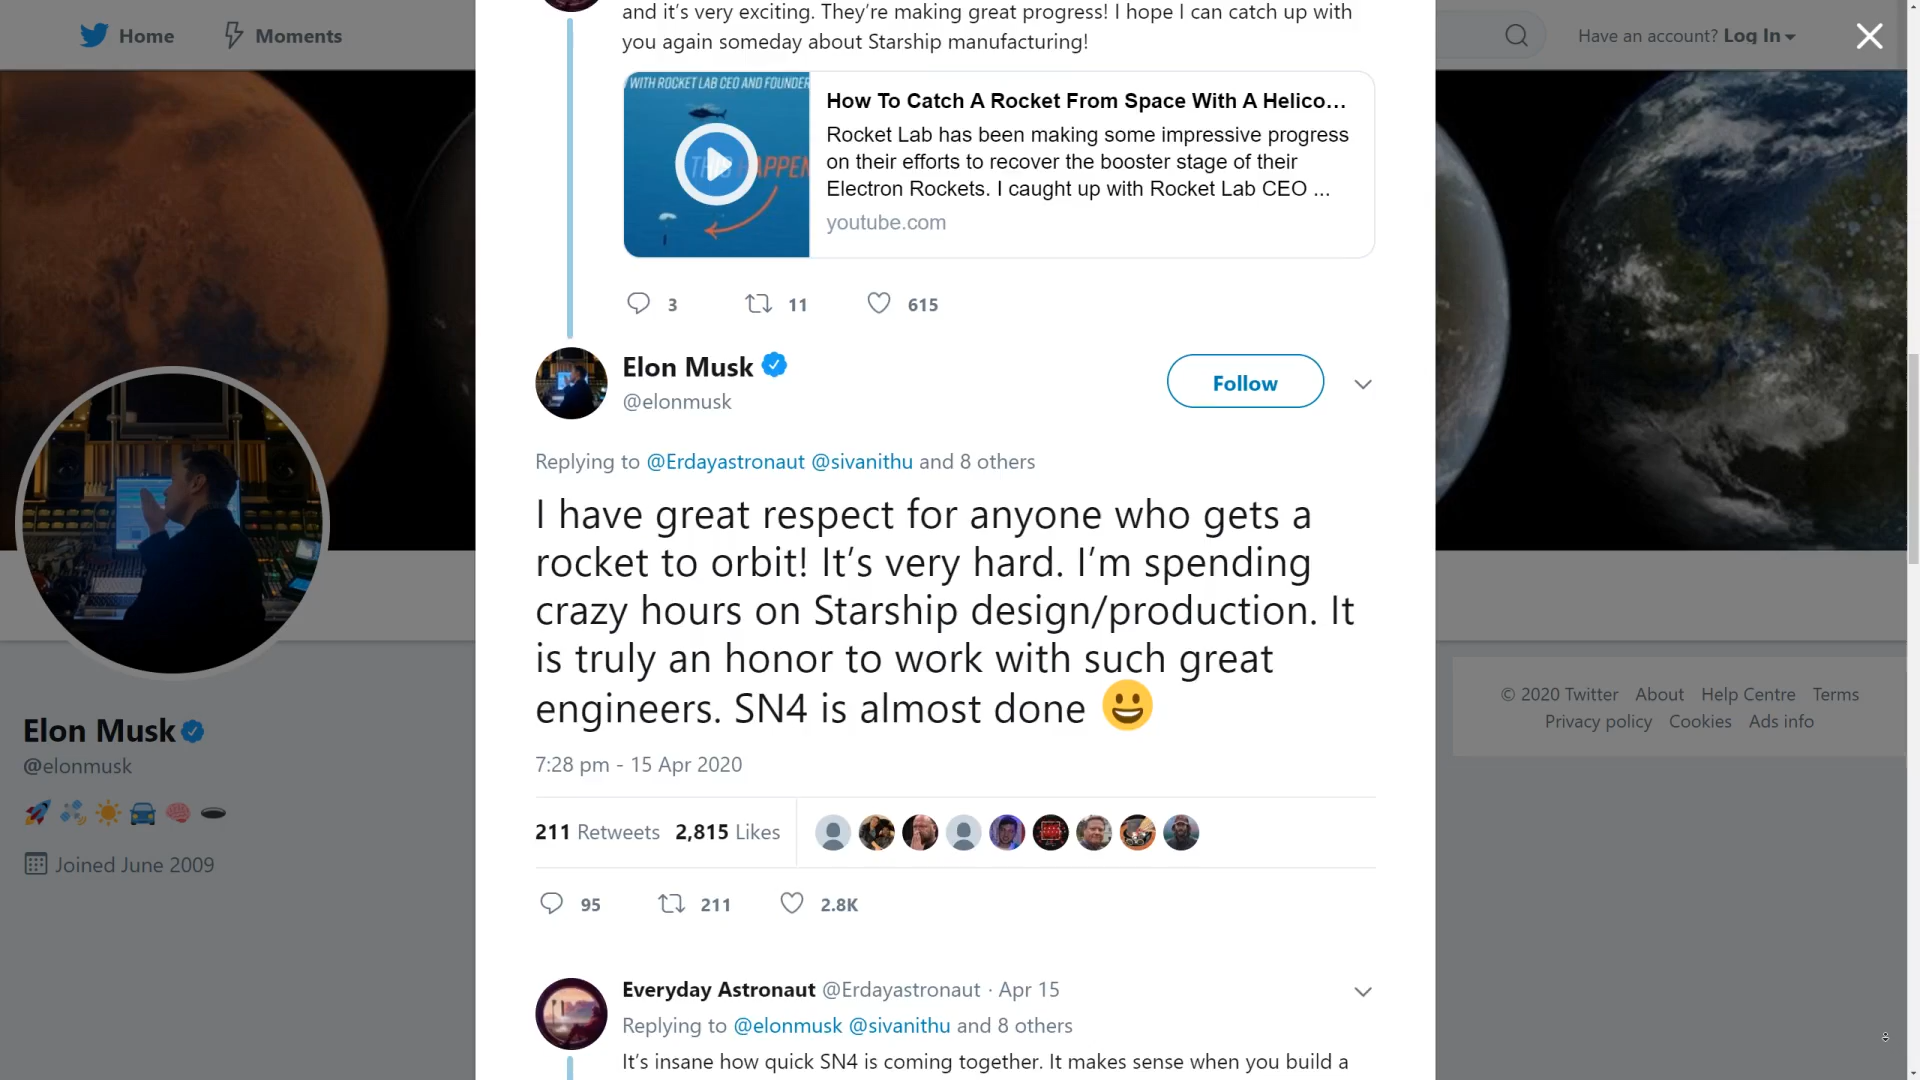 Home
Moments
Have an account? Log In
and it's very exciting. They're making great progress! I hope I can catch up with
you again someday about Starship manufacturing!
WITH ROCKET LAB CEO AND FOUNDER
How To Catch A Rocket From Space With A Helico...
Rocket Lab has been making some impressive progress
on their efforts to recover the booster stage of their
Electron Rockets. I caught up with Rocket Lab CEO ...
youtube.com
3 11 615
Elon Musk
@elonmusk
Follow
Replying to @Erdayastronaut @sivanithu and 8 others
I have great respect for anyone who gets a
rocket to orbit! It's very hard. I'm spending
crazy hours on Starship design/production. It
is truly an honor to work with such great
engineers. SN4 is almost done 😀
7:28 pm - 15 Apr 2020
211 Retweets 2,815 Likes
95 211 2.8K
Everyday Astronaut @Erdayastronaut · Apr 15
Replying to @elonmusk @sivanithu and 8 others
It's insane how quick SN4 is coming together. It makes sense when you build a
Elon Musk
@elonmusk
Joined June 2009
© 2020 Twitter About Help Centre Terms
Privacy policy Cookies Ads info